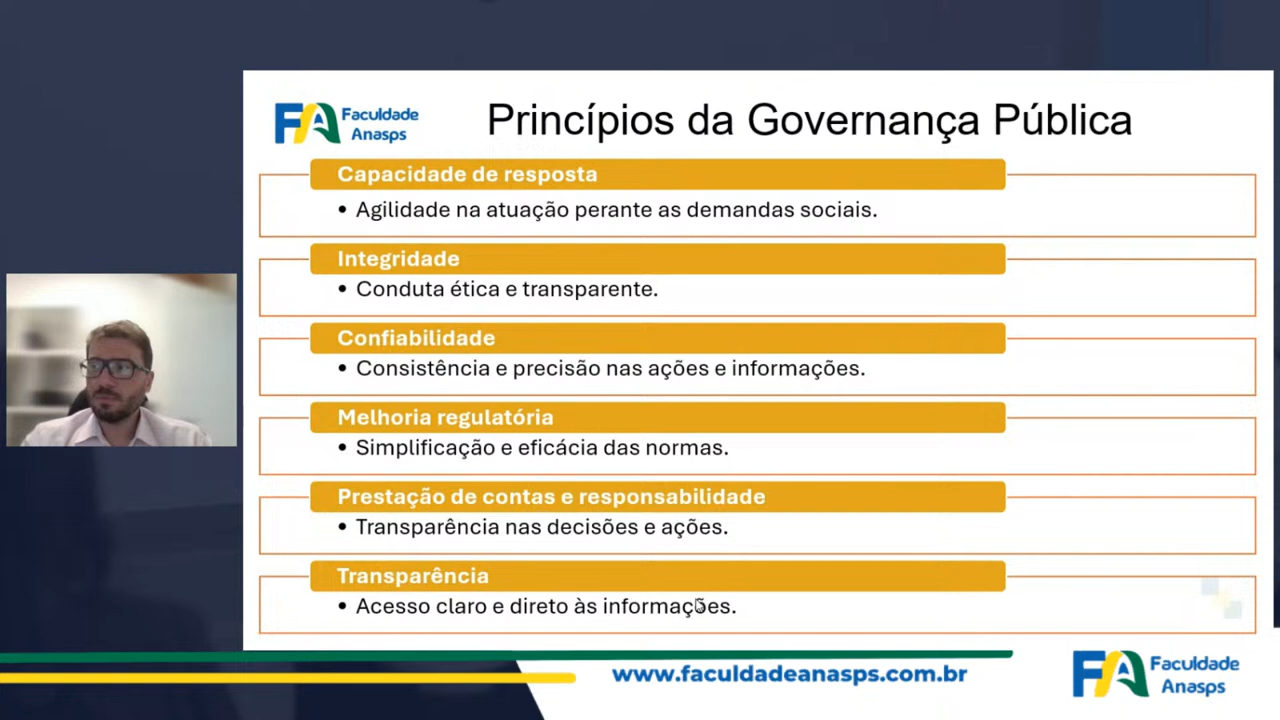 FA Faculdade
Anasps
Princípios da Governança Pública
Capacidade de resposta
• Agilidade na atuação perante as demandas sociais.
Integridade
• Conduta ética e transparente.
Confiabilidade
• Consistência e precisão nas ações e informações.
Melhoria regulatória
• Simplificação e eficácia das normas.
Prestação de contas e responsabilidade
• Transparência nas decisões e ações.
Transparência
• Acesso claro e direto às informações.
www.faculdadeanasps.com.br
FA Faculdade
Anasps